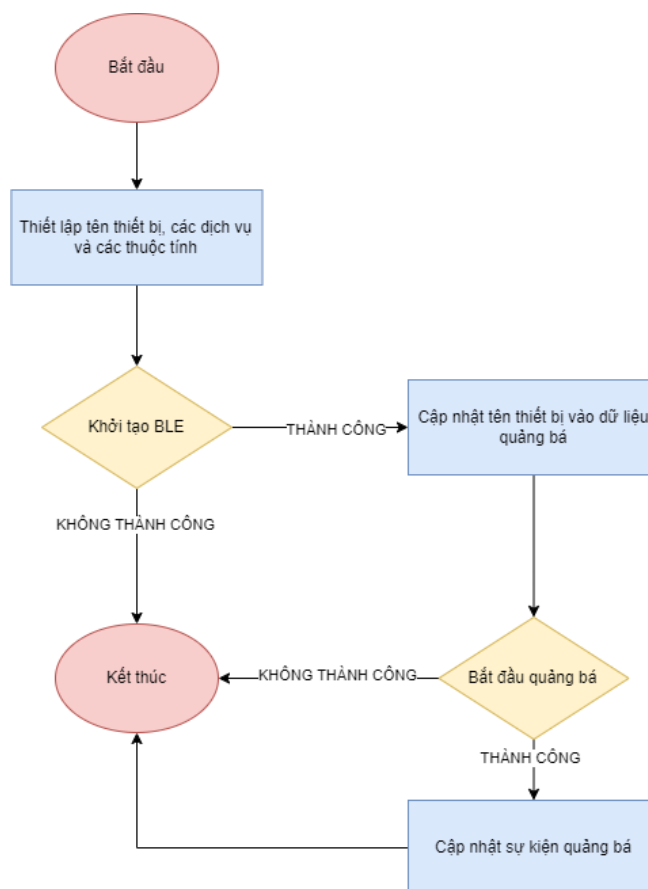 Bắt đầu
Thiết lập tên thiết bị, các dịch vụ
và các thuộc tính
Khởi tạo BLE
THÀNH CÔNG
Cập nhật tên thiết bị vào dữ liệu
quảng bá
KHÔNG THÀNH CÔNG
Kết thúc
KHÔNG THÀNH CÔNG
Bắt đầu quảng bá
THÀNH CÔNG
Cập nhật sự kiện quảng bá